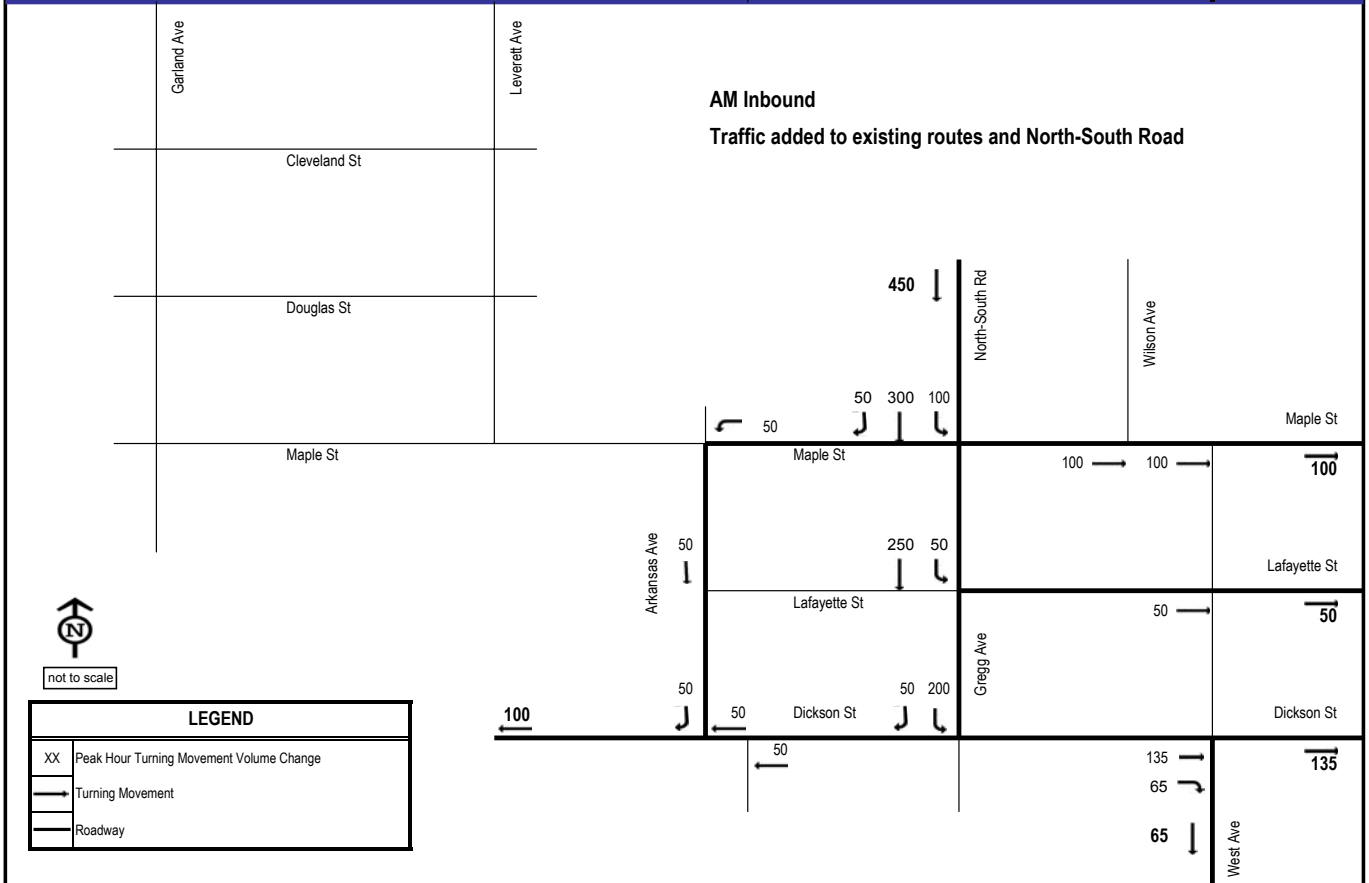 Garland Ave
Leverett Ave
AM Inbound
Traffic added to existing routes and North-South Road
Cleveland St
Douglas St
450
North-South Rd
Wilson Ave
50 300 100
50
Maple St
Maple St
Maple St
100 100
100
Arkansas Ave
50
250 50
Lafayette St
Lafayette St
50
50
N
not to scale
Gregg Ave
50
50 200
100
50
Dickson St
Dickson St
50
135
135
65
65
West Ave
LEGEND
XX Peak Hour Turning Movement Volume Change
Turning Movement
Roadway